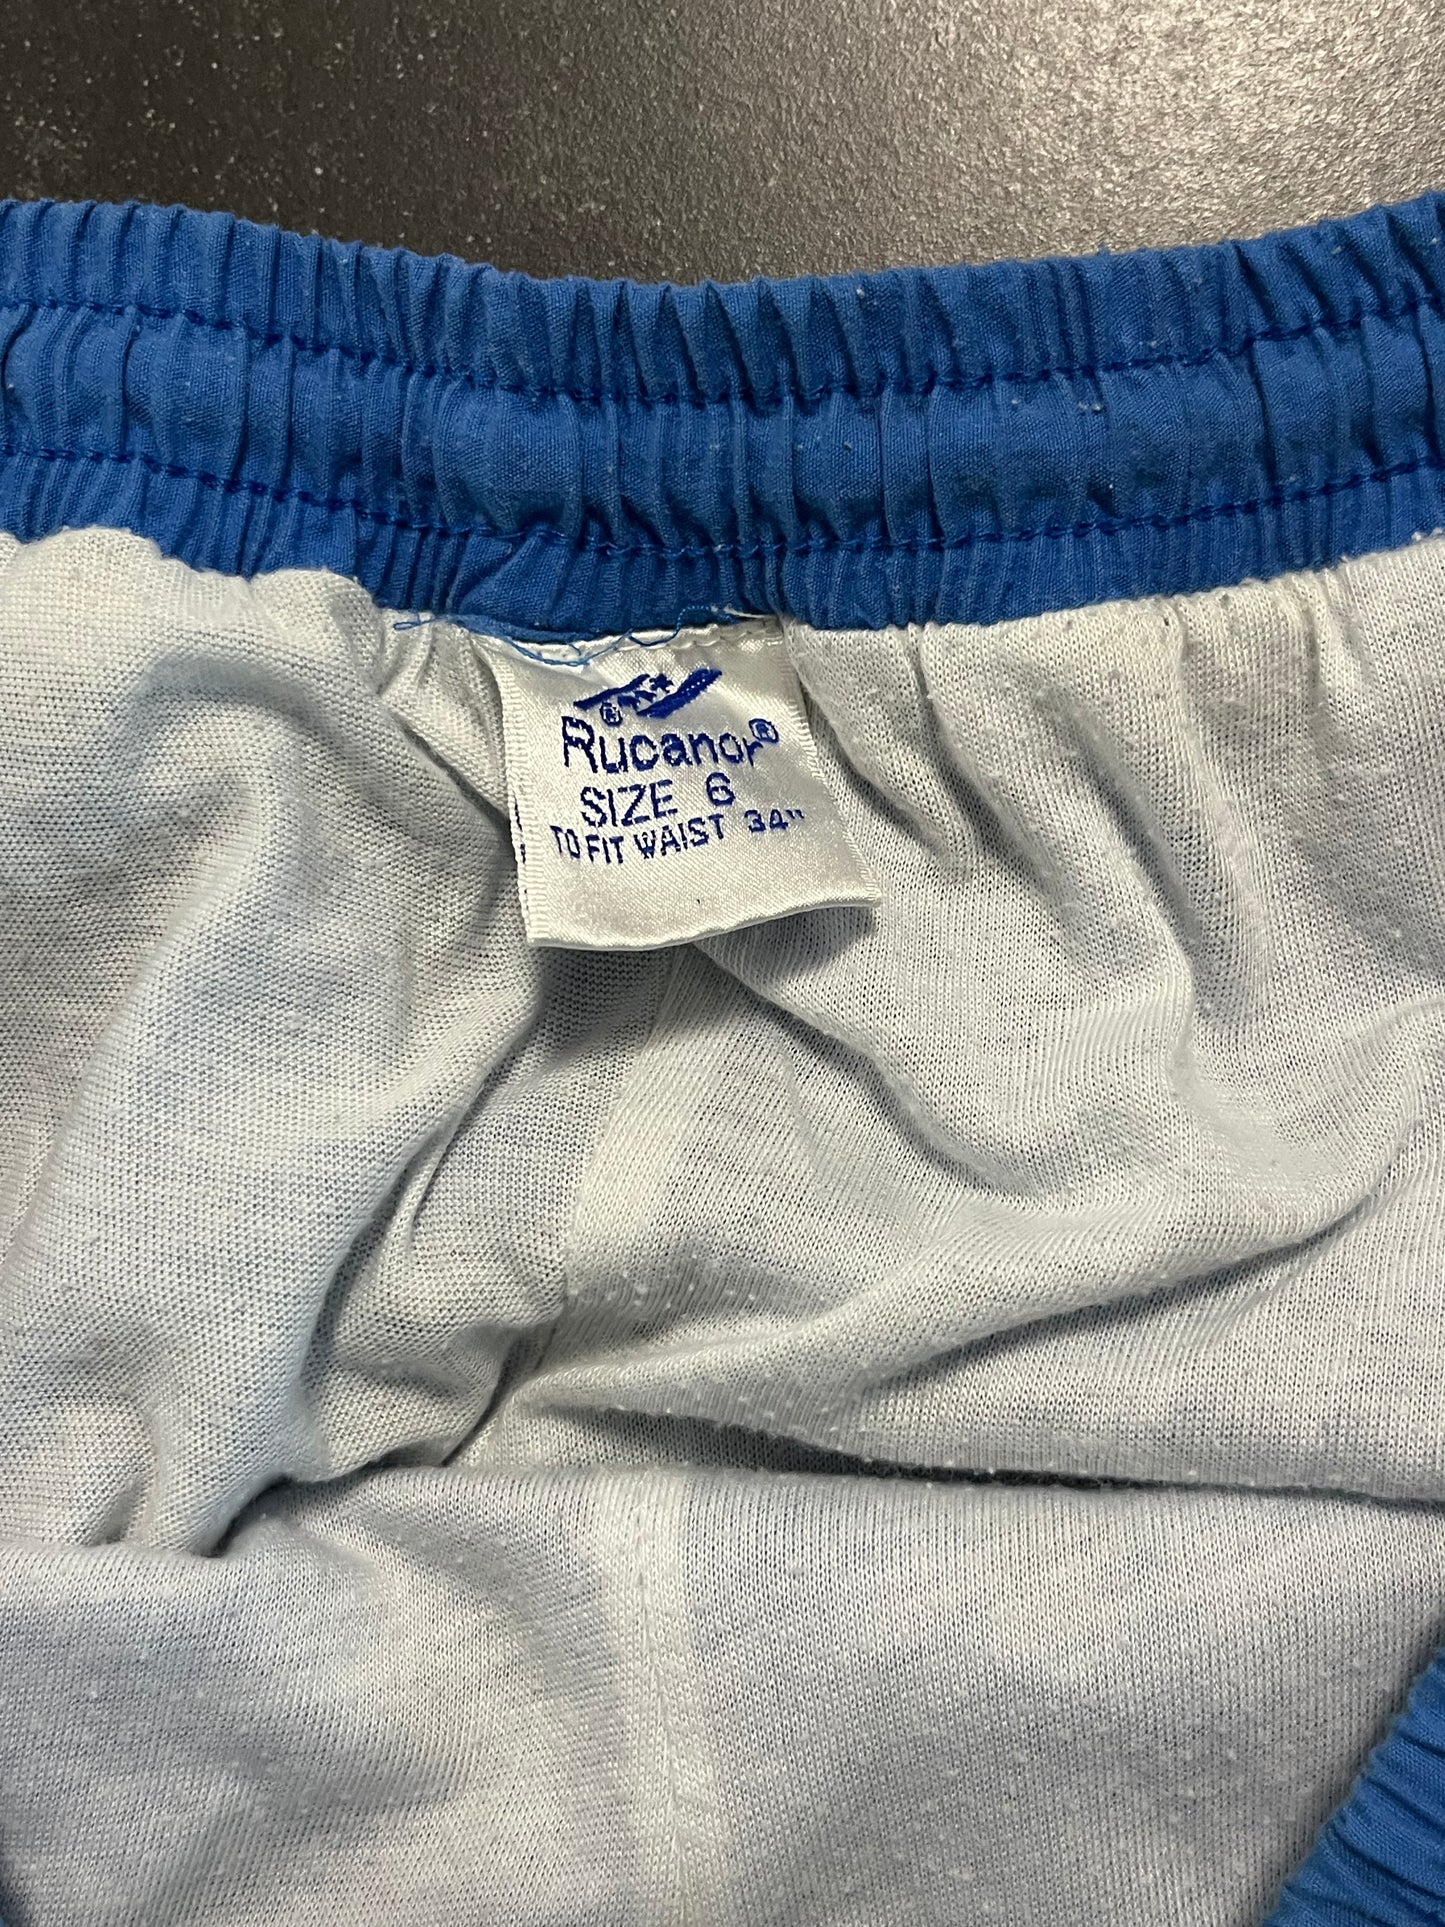 Rucanor®
SIZE 6
TO FIT WAIST 34"